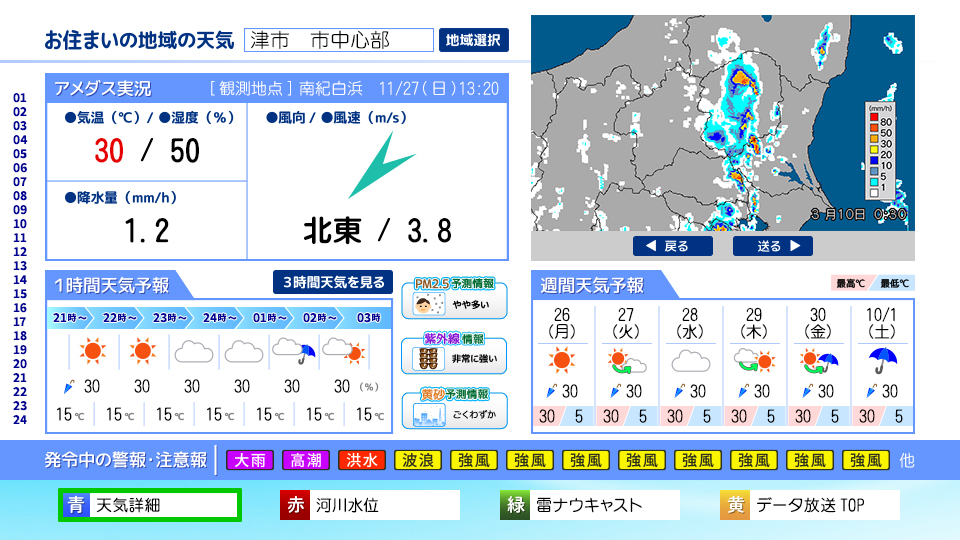 お住まいの地域の天気 津市 市中心部 地域選択
アメダス実況 [観測地点] 南紀白浜 11/27(日)13:20
●気温（℃）/ ●湿度（%）
30 / 50
●降水量（mm/h）
1.2
●風向 / ●風速（m/s）
北東 / 3.8
01
02
03
04
05
06
07
08
09
10
11
12
13
14
15
16
17
18
19
20
21
22
23
24
(mm/h)
80
50
30
20
10
5
1
3月10日 0:30
◀ 戻る 送る ▶
1時間天気予報 3時間天気を見る
21時～ 22時～ 23時～ 24時～ 01時～ 02時～ 03時
30 30 30 30 30 30 (%)
15℃ 15℃ 15℃ 15℃ 15℃ 15℃ 15℃
PM2.5予測情報
やや多い
紫外線情報
非常に強い
黄砂予測情報
ごくわずか
週間天気予報 最高℃ 最低℃
26 27 28 29 30 10/1
(月) (火) (水) (木) (金) (土)
30 30 30 30 30 30
30 / 5 30 / 5 30 / 5 30 / 5 30 / 5 30 / 5
発令中の警報・注意報 大雨 高潮 洪水 波浪 強風 強風 強風 強風 強風 強風 強風 強風 他
青 天気詳細 赤 河川水位 緑 雷ナウキャスト 黄 データ放送 TOP